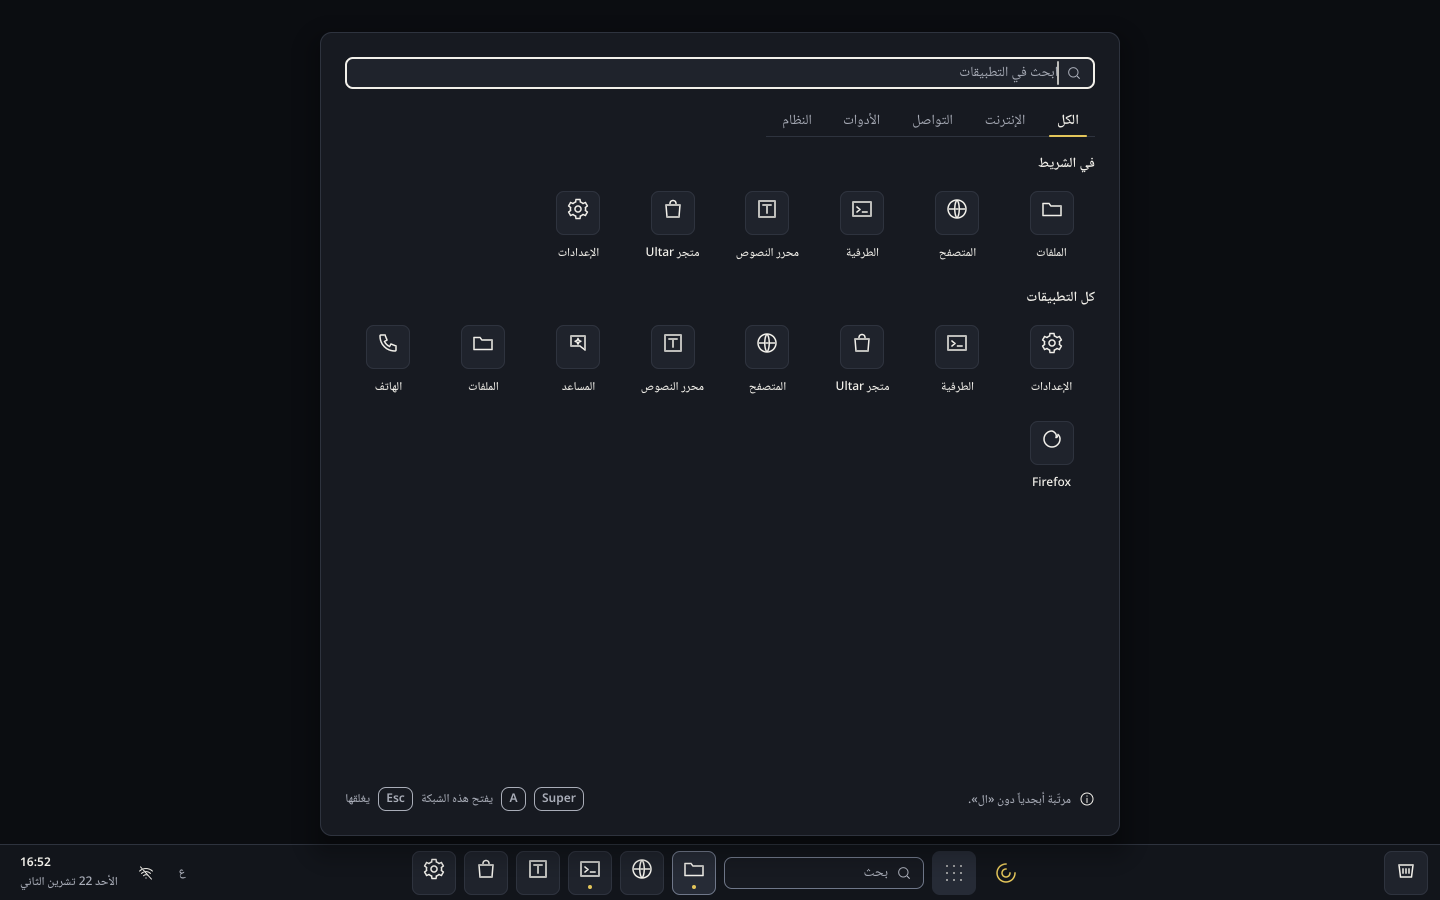 ابحث في التطبيقات
الكل الإنترنت التواصل الأدوات النظام
في الشريط
الملفات المتصفح الطرفية محرر النصوص متجر Ultar الإعدادات
كل التطبيقات
الإعدادات الطرفية متجر Ultar المتصفح محرر النصوص المساعد الملفات الهاتف
Firefox
مرتّبة أبجدياً دون «ال».
Super A يفتح هذه الشبكة Esc يغلقها
بحث
ع
16:52
الأحد 22 تشرين الثاني